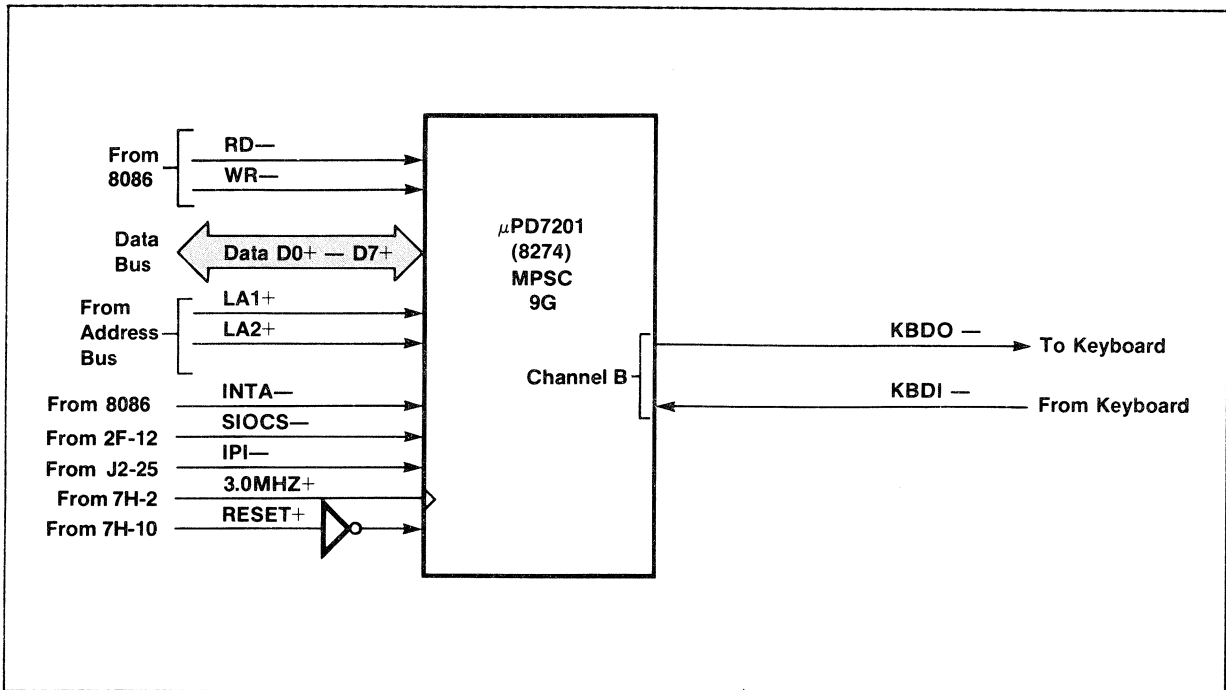 From
8086
RD—
WR—
Data
Bus
Data D0+ — D7+
From
Address
Bus
LA1+
LA2+
From 8086
INTA—
From 2F-12
SIOCS—
From J2-25
IPI—
From 7H-2
3.0MHZ+
From 7H-10
RESET+
μPD7201
(8274)
MPSC
9G
Channel B
KBDO —
To Keyboard
KBDI —
From Keyboard